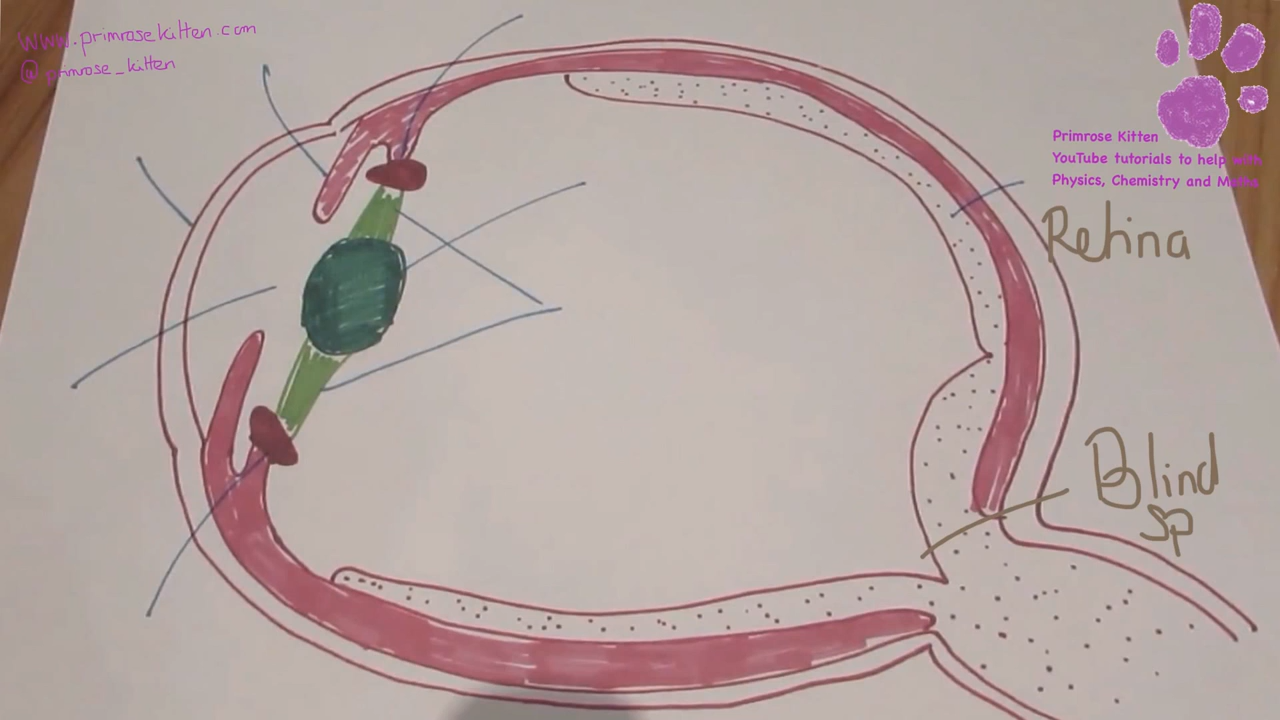 www.primrosekitten.com
@primrose_kitten
Primrose Kitten
YouTube tutorials to help with
Physics, Chemistry and Maths
Retina
Blind
sp